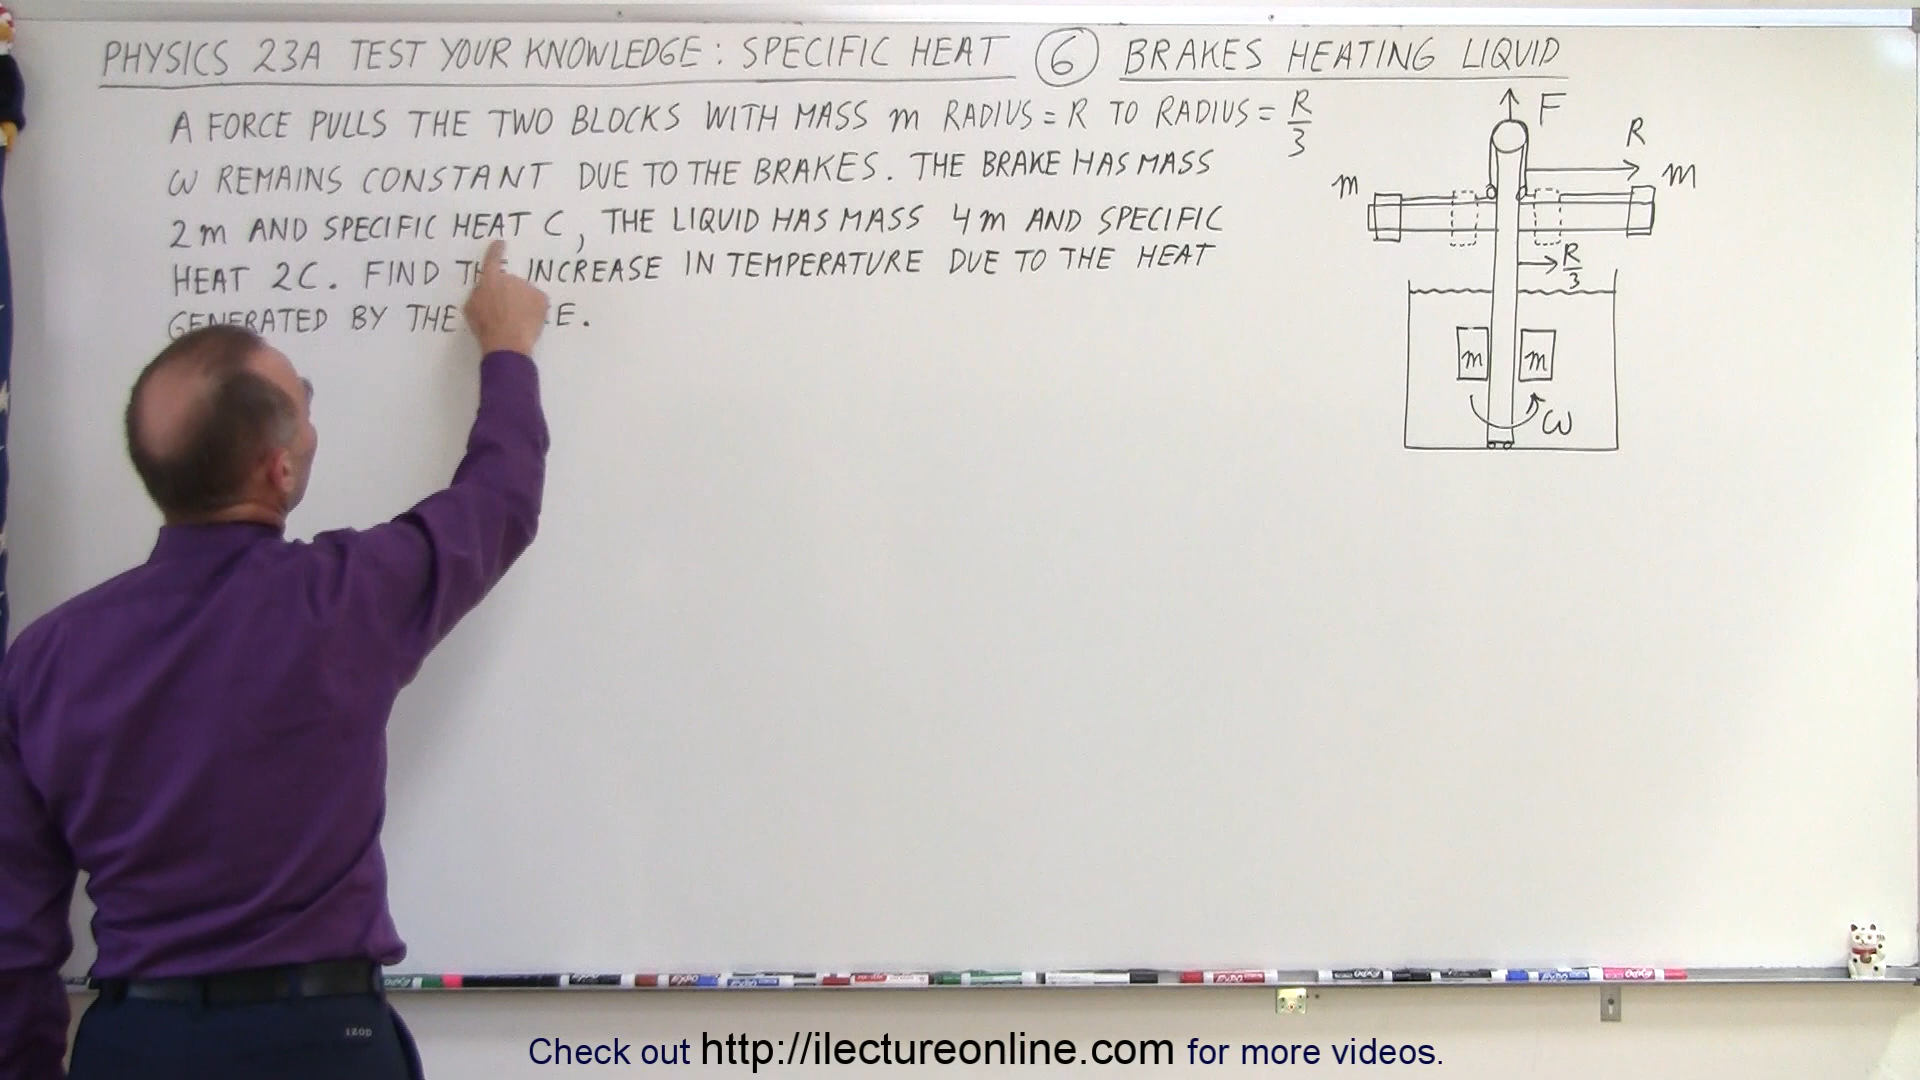 PHYSICS 23A TEST YOUR KNOWLEDGE: SPECIFIC HEAT 6 BRAKES HEATING LIQUID
A FORCE PULLS THE TWO BLOCKS WITH MASS m RADIUS = R TO RADIUS = R/3
ω REMAINS CONSTANT DUE TO THE BRAKES. THE BRAKE HAS MASS
2m AND SPECIFIC HEAT C, THE LIQUID HAS MASS 4m AND SPECIFIC
HEAT 2C. FIND THE INCREASE IN TEMPERATURE DUE TO THE HEAT
GENERATED BY THE
F
R
m
m
R/3
m
m
ω
IZOD
Check out http://ilectureonline.com for more videos.